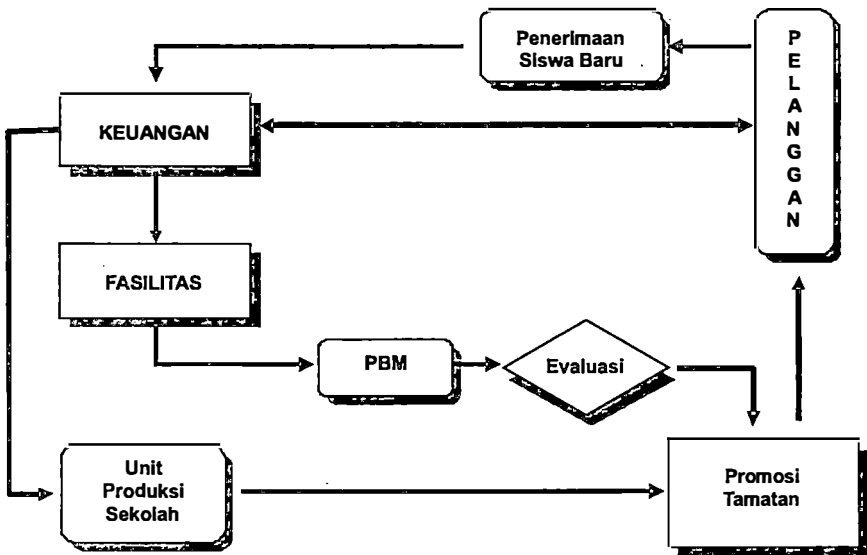 Penerimaan
Siswa Baru
P
E
L
A
N
G
G
A
N
KEUANGAN
FASILITAS
PBM
Evaluasi
Unit
Produksi
Sekolah
Promosi
Tamatan